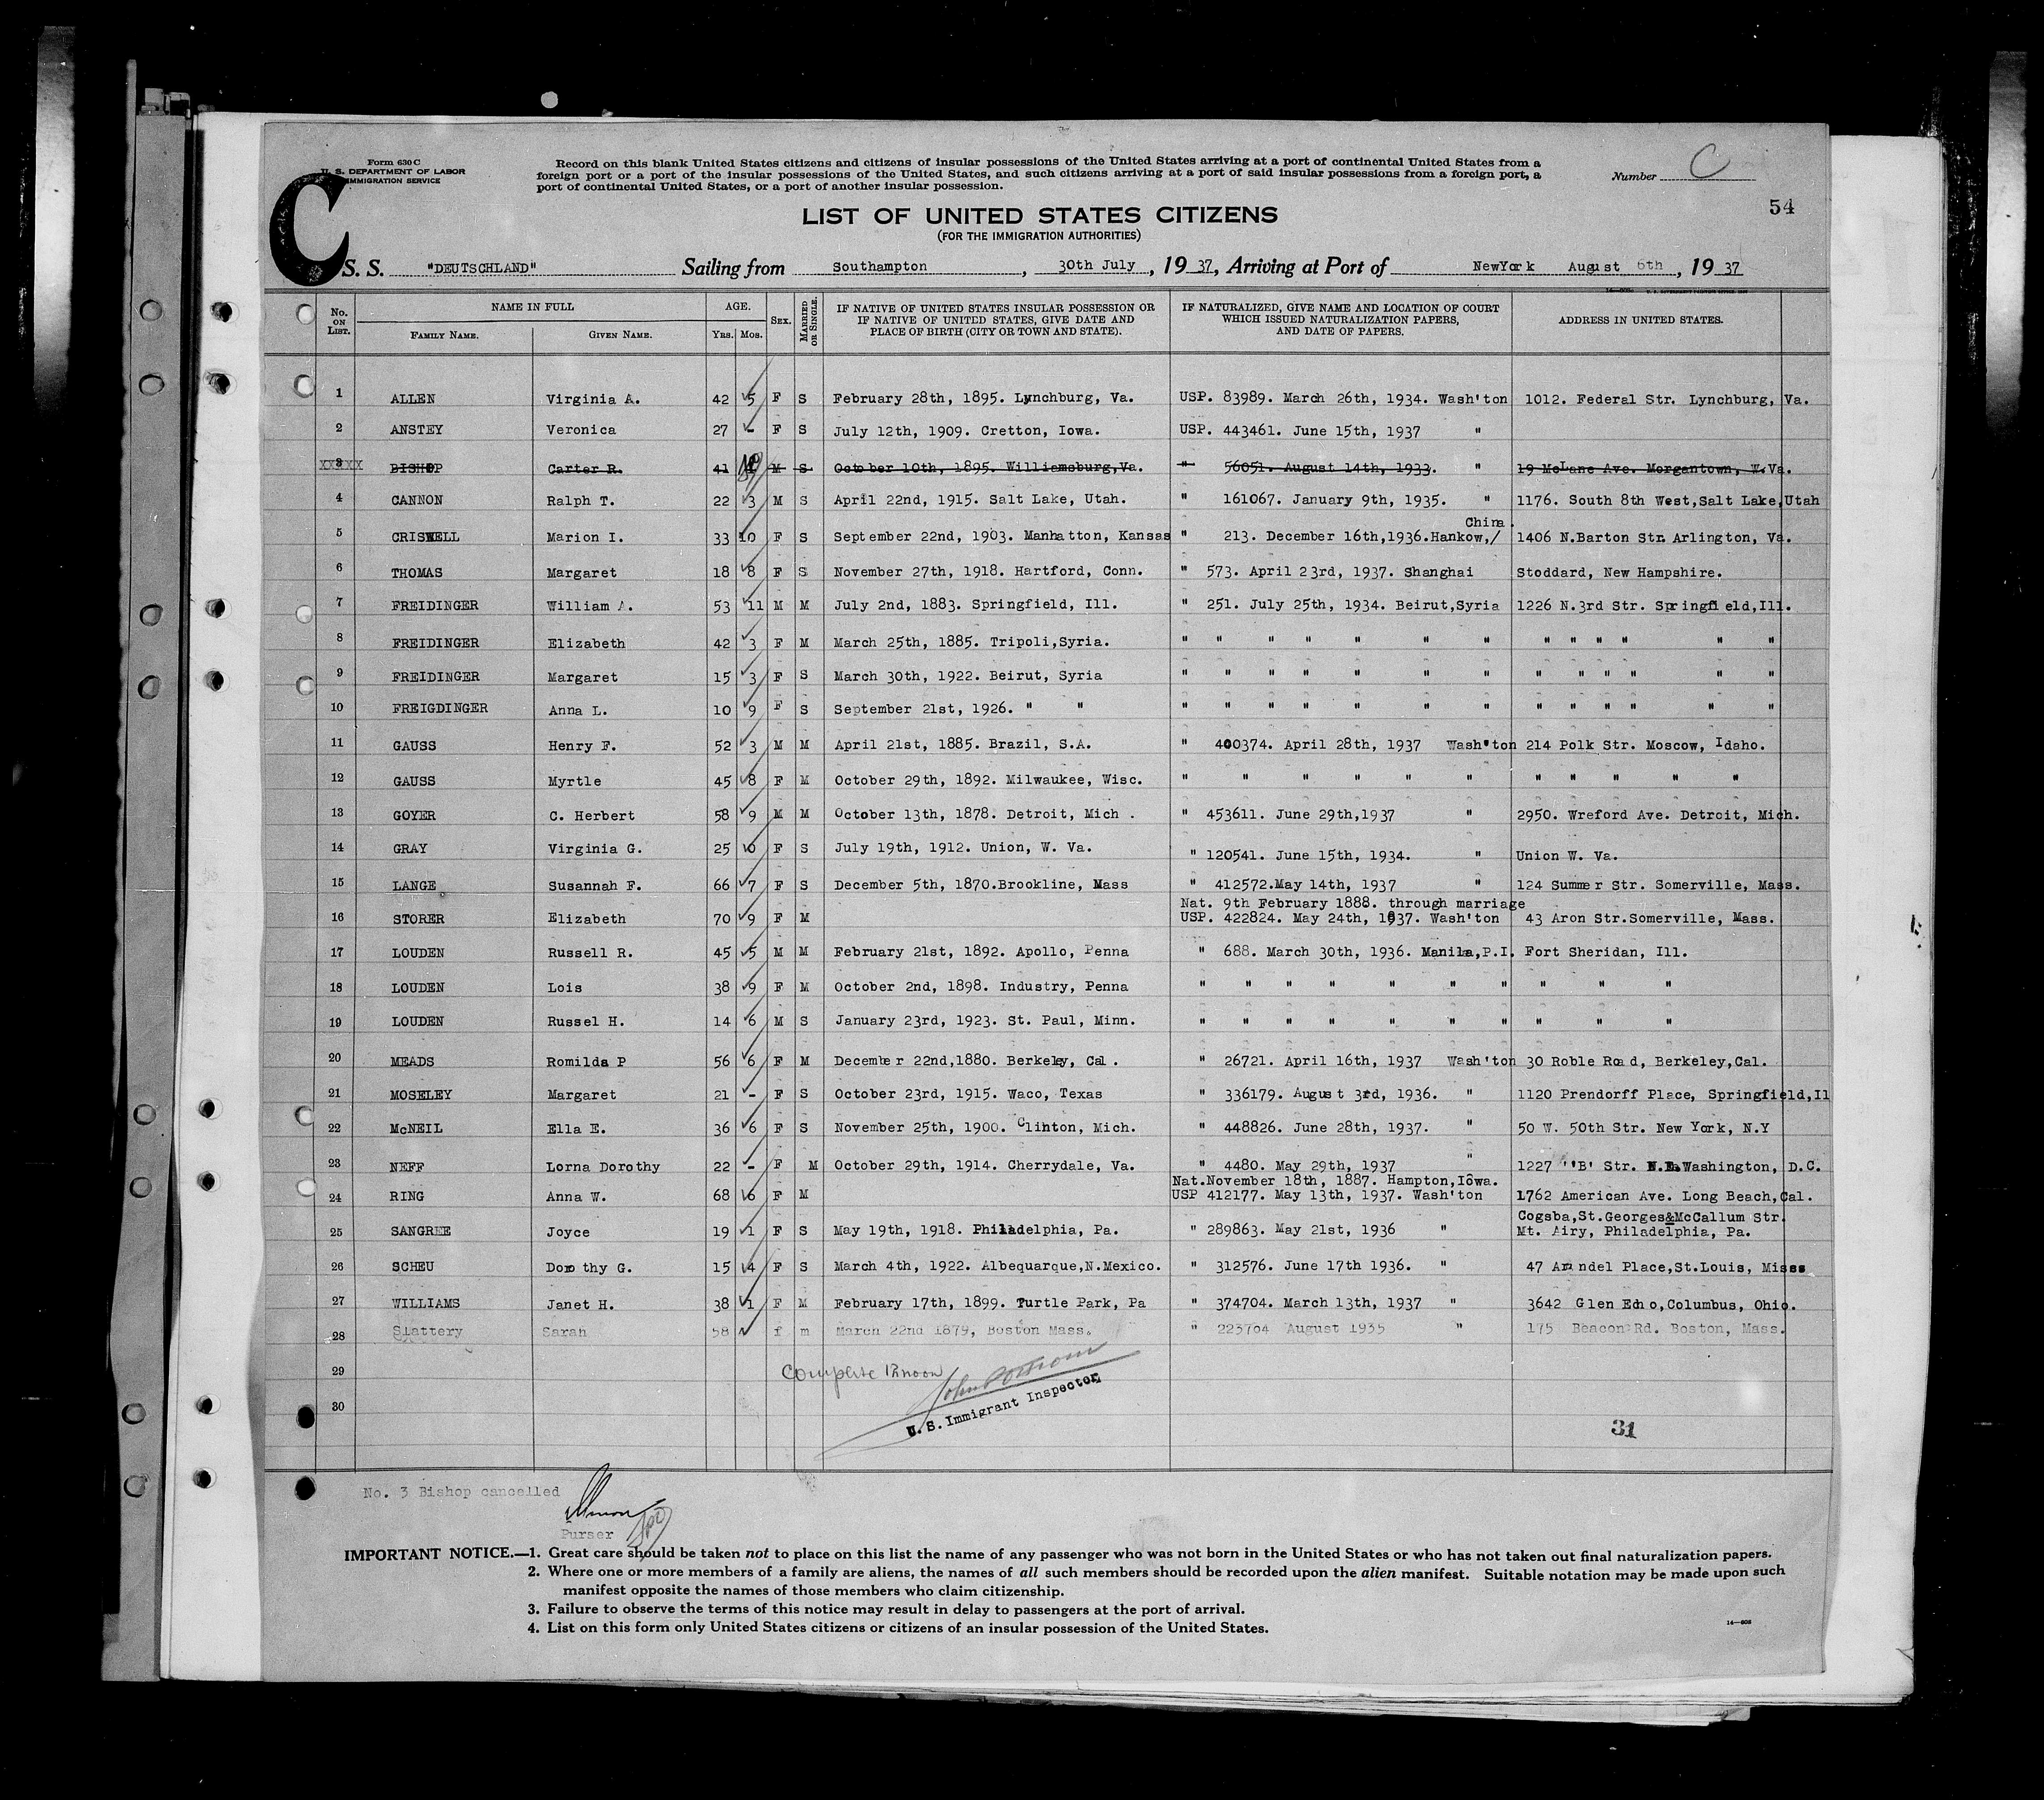 Form 630 C
U. S. DEPARTMENT OF LABOR
IMMIGRATION SERVICE
C
Record on this blank United States citizens and citizens of insular possessions of the United States arriving at a port of continental United States from a
foreign port or a port of the insular possessions of the United States, and such citizens arriving at a port of said insular possessions from a foreign port, a
port of continental United States, or a port of another insular possession.
Number C
54
LIST OF UNITED STATES CITIZENS
(FOR THE IMMIGRATION AUTHORITIES)
S. S. "DEUTSCHLAND" Sailing from Southampton, 30th July, 19 37, Arriving at Port of NewYork August 6th, 19 37
No. ON LIST. NAME IN FULL FAMILY NAME. GIVEN NAME. AGE. YRS. MOS. SEX. MARRIED OR SINGLE. IF NATIVE OF UNITED STATES INSULAR POSSESSION OR IF NATIVE OF UNITED STATES, GIVE DATE AND PLACE OF BIRTH (CITY OR TOWN AND STATE). IF NATURALIZED, GIVE NAME AND LOCATION OF COURT WHICH ISSUED NATURALIZATION PAPERS, AND DATE OF PAPERS. ADDRESS IN UNITED STATES.
1 ALLEN Virginia A. 42 5 F S February 28th, 1895. Lynchburg, Va. USP. 83989. March 26th, 1934. Wash'ton 1012. Federal Str. Lynchburg, Va.
2 ANSTEY Veronica 27 - F S July 12th, 1909. Cretton, Iowa. USP. 443461. June 15th, 1937 "
3 BISHOP Carter R. 41 M S October 10th, 1895. Williamsburg,Va. " 56051. August 14th, 1933. " 19 McLane Ave. Morgantown, W.Va.
4 CANNON Ralph T. 22 3 M S April 22nd, 1915. Salt Lake, Utah. " 161067. January 9th, 1935. " 1176. South 8th West,Salt Lake,Utah
5 CRISWELL Marion I. 33 10 F S September 22nd, 1903. Manhatton, Kansas " 213. December 16th,1936.Hankow,/ China. 1406 N.Barton Str. Arlington, Va.
6 THOMAS Margaret 18 8 F S November 27th, 1918. Hartford, Conn. " 573. April 23rd, 1937. Shanghai Stoddard, New Hampshire.
7 FREIDINGER William A. 53 11 M M July 2nd, 1883. Springfield, Ill. " 251. July 25th, 1934. Beirut,Syria 1226 N.3rd Str. Springfield,Ill.
8 FREIDINGER Elizabeth 42 3 F M March 25th, 1885. Tripoli,Syria. " " " " " " " " " " " " "
9 FREIDINGER Margaret 15 3 F S March 30th, 1922. Beirut, Syria " " " " " " " " " " " " "
10 FREIGDINGER Anna L. 10 9 F S September 21st, 1926. " " " " " " " " " " " " " " "
11 GAUSS Henry F. 52 3 M M April 21st, 1885. Brazil, S.A. " 400374. April 28th, 1937 Wash'ton 214 Polk Str. Moscow, Idaho.
12 GAUSS Myrtle 45 8 F M October 29th, 1892. Milwaukee, Wisc. " " " " " " " " " " "
13 GOYER C. Herbert 58 9 M M October 13th, 1878. Detroit, Mich . " 453611. June 29th,1937 " 2950. Wreford Ave. Detroit, Mich.
14 GRAY Virginia G. 25 0 F S July 19th, 1912. Union, W. Va. " 120541. June 15th, 1934. " Union W. Va.
15 LANGE Susannah F. 66 7 F S December 5th, 1870.Brookline, Mass " 412572.May 14th, 1937 " 124 Summer Str. Somerville, Mass.
Nat. 9th February 1888. through marriage
16 STORER Elizabeth 70 9 F M USP. 422824. May 24th, 1937. Wash'ton 43 Aron Str.Somerville, Mass.
17 LOUDEN Russell R. 45 5 M M February 21st, 1892. Apollo, Penna " 688. March 30th, 1936. Manila,P.I. Fort Sheridan, Ill.
18 LOUDEN Lois 38 9 F M October 2nd, 1898. Industry, Penna " " " " " " " " " "
19 LOUDEN Russel H. 14 6 M S January 23rd, 1923. St. Paul, Minn. " " " " " " " " " "
20 MEADS Romilda P 56 6 F M December 22nd,1880. Berkeley, Cal . " 26721. April 16th, 1937 Wash'ton 30 Roble Road, Berkeley,Cal.
21 MOSELEY Margaret 21 - F S October 23rd, 1915. Waco, Texas " 336179. August 3rd, 1936. " 1120 Prendorff Place, Springfield,Il
22 McNEIL Ella E. 36 6 F S November 25th, 1900. Clinton, Mich. " 448826. June 28th, 1937. " 50 W. 50th Str. New York, N.Y
23 NEFF Lorna Dorothy 22 - F M October 29th, 1914. Cherrydale, Va. " 4480. May 29th, 1937 " 1227 ''B' Str. N.E.Washington, D.C.
Nat.November 18th, 1887. Hampton,Iowa.
24 RING Anna W. 68 6 F M USP 412177. May 13th, 1937. Wash'ton 1762 American Ave. Long Beach,Cal.
Cogsba,St.Georges&McCallum Str.
25 SANGREE Joyce 19 1 F S May 19th, 1918. Philadelphia, Pa. " 289863. May 21st, 1936 " Mt. Airy, Philadelphia, Pa.
26 SCHEU Dorothy G. 15 4 F S March 4th, 1922. Albequarque,N.Mexico. " 312576. June 17th 1936. " 47 Arundel Place,St.Louis, Misss
27 WILLIAMS Janet H. 38 1 F M February 17th, 1899. Turtle Park, Pa " 374704. March 13th, 1937 " 3642 Glen Echo,Columbus, Ohio.
28 Slattery Sarah 58 f m March 22nd 1879, Boston Mass. " 223704 August 1935 " 175 Beacon Rd. Boston, Mass.
29
30
Complete
U.S. Immigrant Inspector
31
No. 3 Bishop cancelled
Purser
IMPORTANT NOTICE.—1. Great care should be taken not to place on this list the name of any passenger who was not born in the United States or who has not taken out final naturalization papers.
2. Where one or more members of a family are aliens, the names of all such members should be recorded upon the alien manifest. Suitable notation may be made upon such
manifest opposite the names of those members who claim citizenship.
3. Failure to observe the terms of this notice may result in delay to passengers at the port of arrival.
4. List on this form only United States citizens or citizens of an insular possession of the United States.